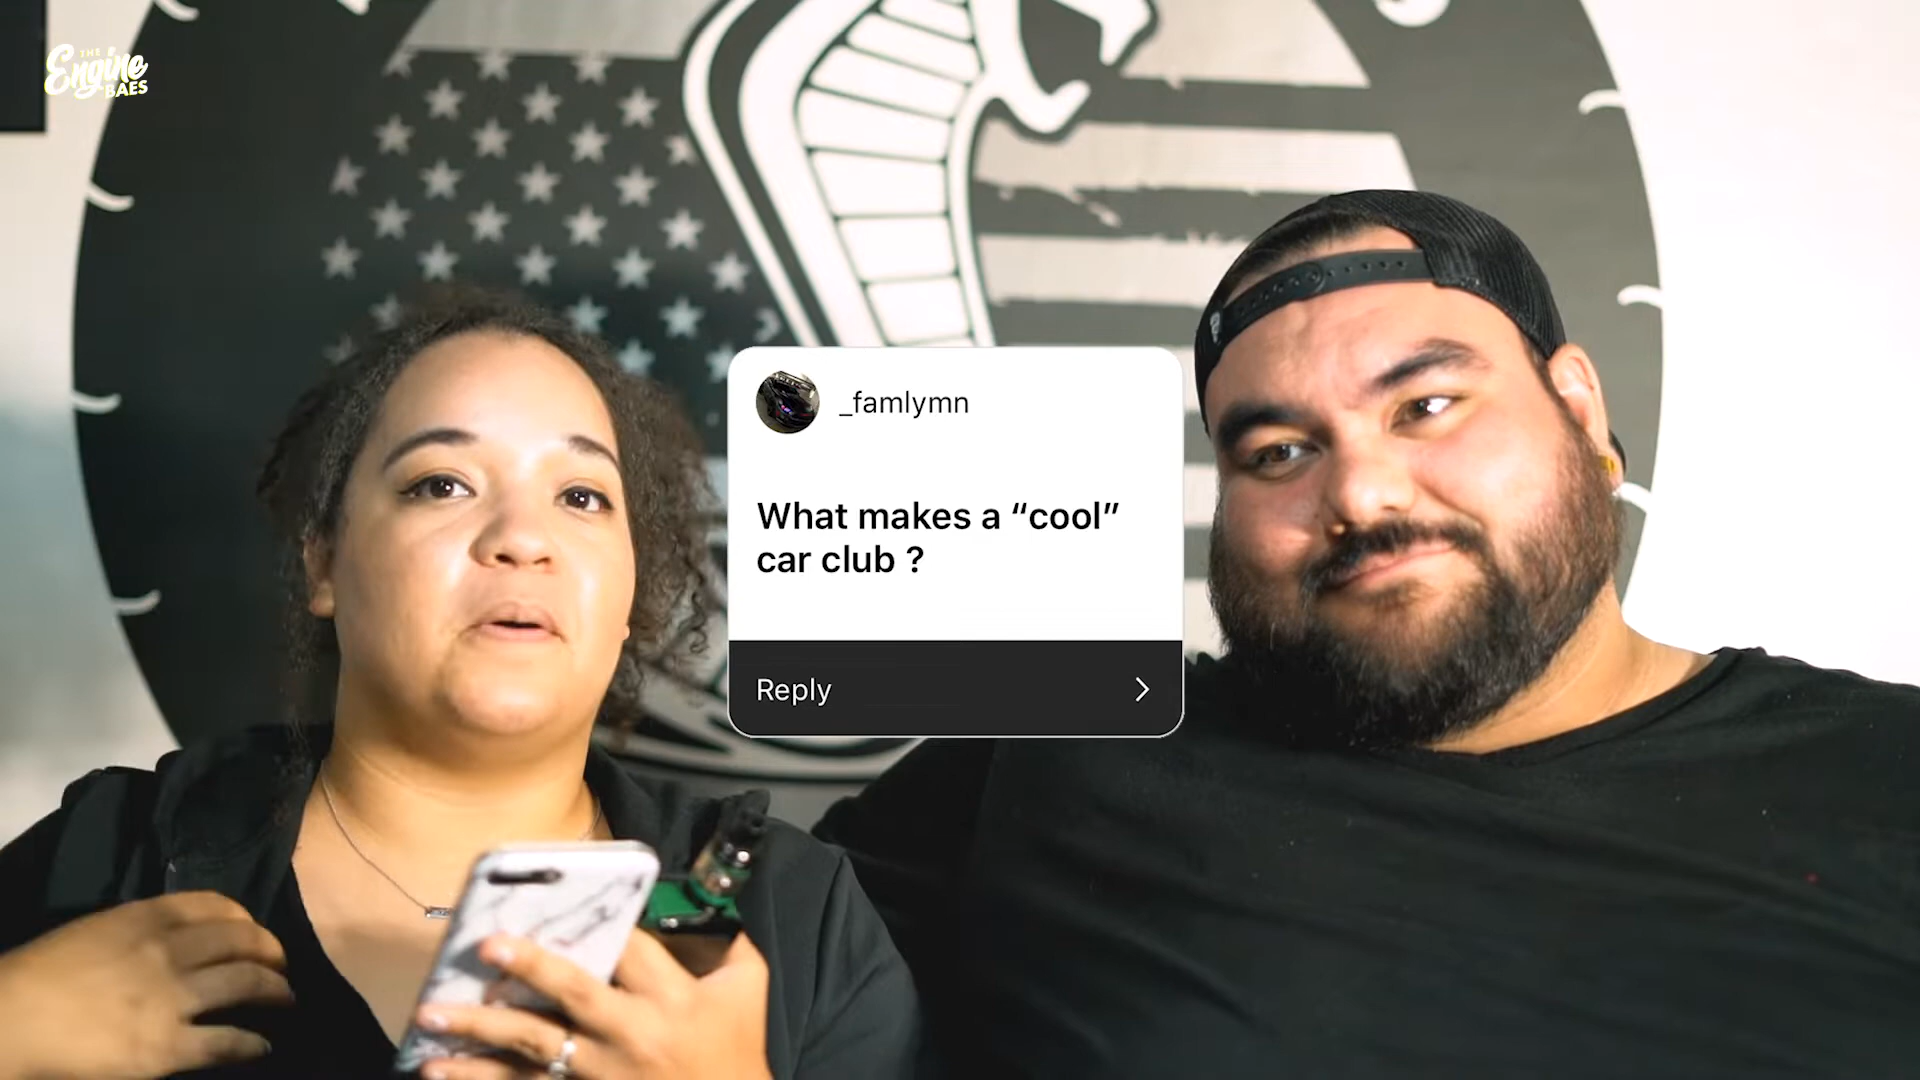 THE
Engine
BAES
_famlymn
What makes a “cool”
car club ?
Reply